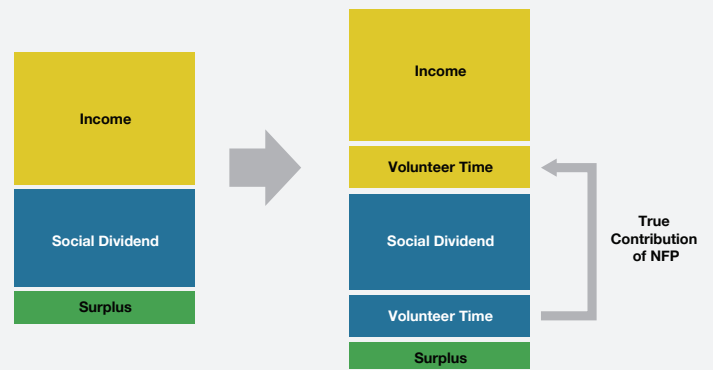 Income
Social Dividend
Surplus
Income
Volunteer Time
Social Dividend
Volunteer Time
Surplus
True
Contribution
of NFP